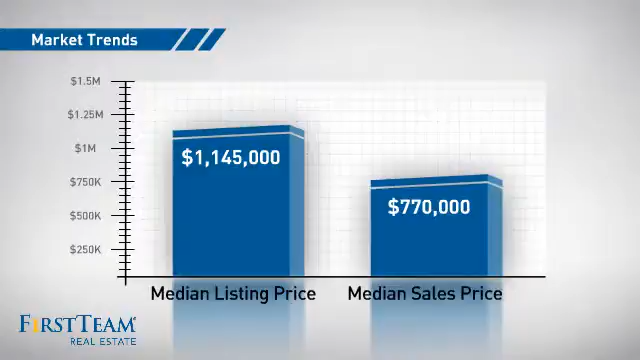 Market Trends
$1.5M
$1.25M
$1M
$750K
$500K
$250K
$1,145,000
$770,000
Median Listing Price
Median Sales Price
FIRSTTEAM®
REAL ESTATE